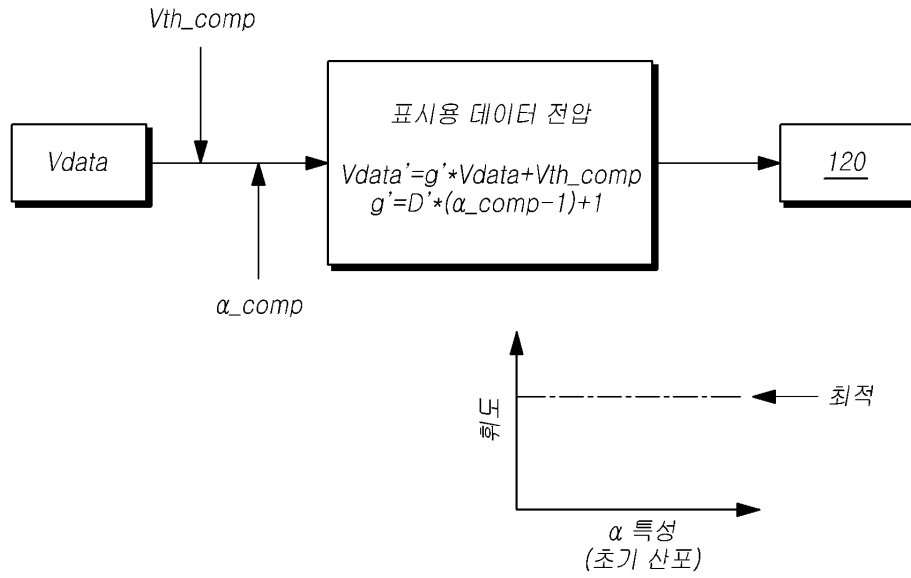 Vth_comp
Vdata
표시용 데이터 전압
Vdata'=g'*Vdata+Vth_comp
g'=D'*(α_comp-1)+1
120
α_comp
휘도
최적
α 특성
(초기 산포)